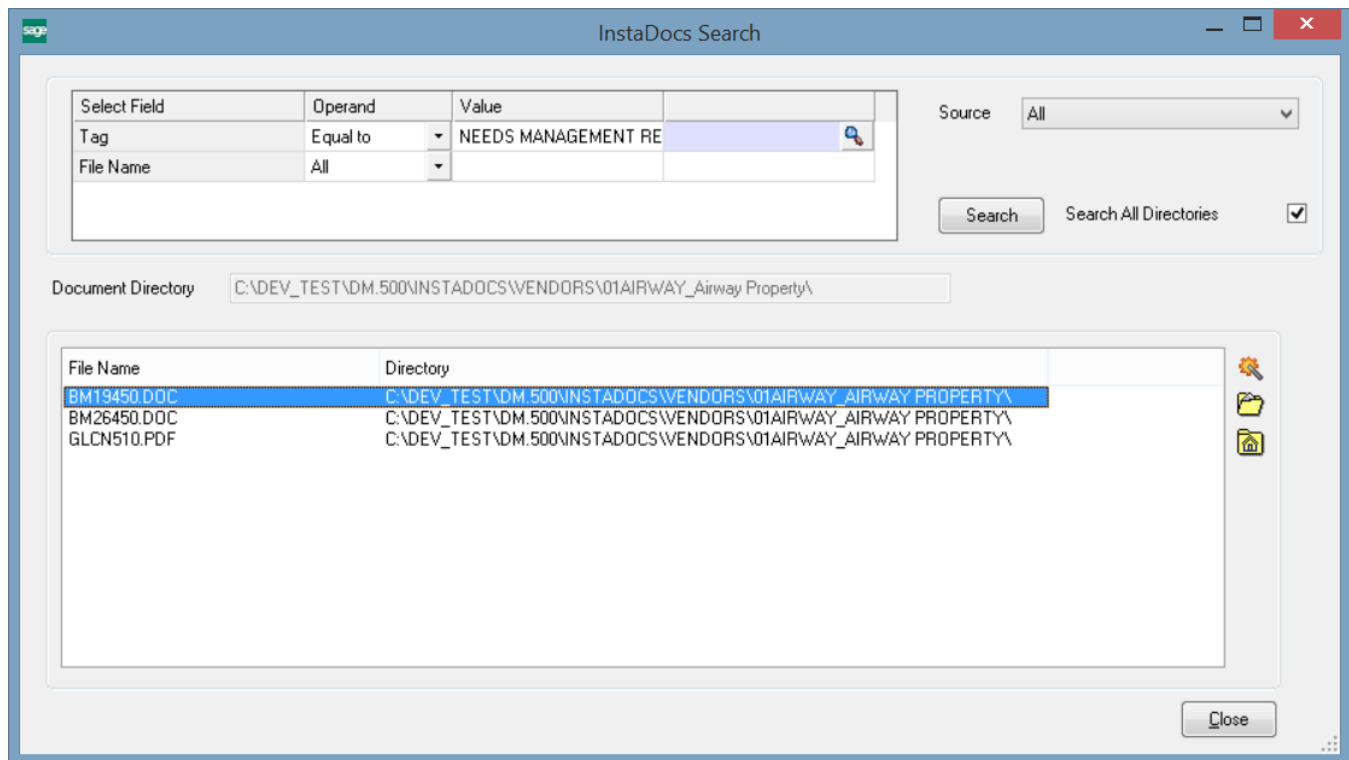 sage InstaDocs Search
Select Field Operand Value
Tag Equal to NEEDS MANAGEMENT RE
File Name All
Source All
Search Search All Directories
Document Directory C:\DEV_TEST\DM.500\INSTADOCS\VENDORS\01AIRWAY_Airway Property\
File Name Directory
BM19450.DOC C:\DEV_TEST\DM.500\INSTADOCS\VENDORS\01AIRWAY_AIRWAY PROPERTY\
BM26450.DOC C:\DEV_TEST\DM.500\INSTADOCS\VENDORS\01AIRWAY_AIRWAY PROPERTY\
GLCN510.PDF C:\DEV_TEST\DM.500\INSTADOCS\VENDORS\01AIRWAY_AIRWAY PROPERTY\
Close